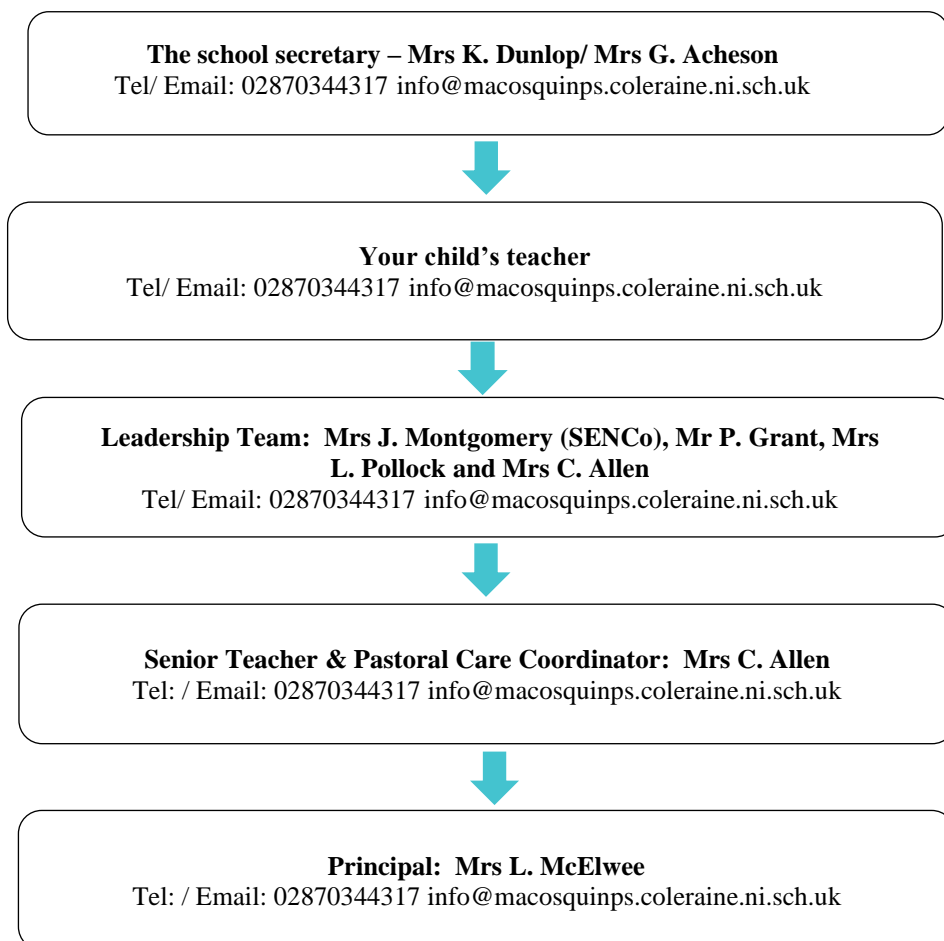 The school secretary – Mrs K. Dunlop/ Mrs G. Acheson
Tel/ Email: 02870344317 info@macosquinps.coleraine.ni.sch.uk
Your child's teacher
Tel/ Email: 02870344317 info@macosquinps.coleraine.ni.sch.uk
Leadership Team:  Mrs J. Montgomery (SENCo), Mr P. Grant, Mrs
L. Pollock and Mrs C. Allen
Tel/ Email: 02870344317 info@macosquinps.coleraine.ni.sch.uk
Senior Teacher & Pastoral Care Coordinator:  Mrs C. Allen
Tel: / Email: 02870344317 info@macosquinps.coleraine.ni.sch.uk
Principal:  Mrs L. McElwee
Tel: / Email: 02870344317 info@macosquinps.coleraine.ni.sch.uk